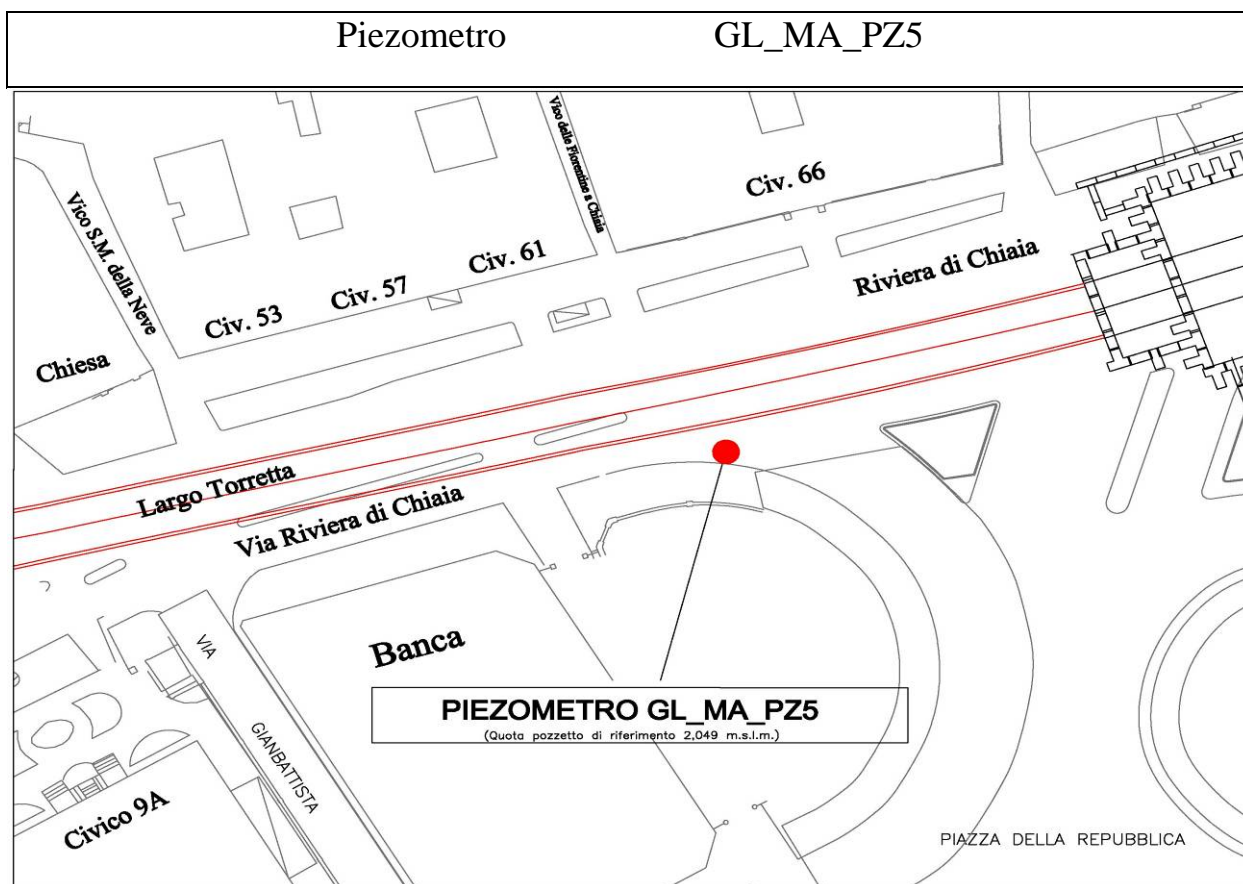 Piezometro GL_MA_PZ5
Vico delle Fiorentine a Chiaia
Civ. 66
Vico S.M. della Neve
Civ. 61
Civ. 57
Civ. 53
Riviera di Chiaia
Chiesa
Largo Torretta
Via Riviera di Chiaia
Banca
VIA
GIANBATTISTA
PIEZOMETRO GL_MA_PZ5
(Quota pozzetto di riferimento 2,049 m.s.l.m.)
Civico 9A
PIAZZA DELLA REPUBBLICA